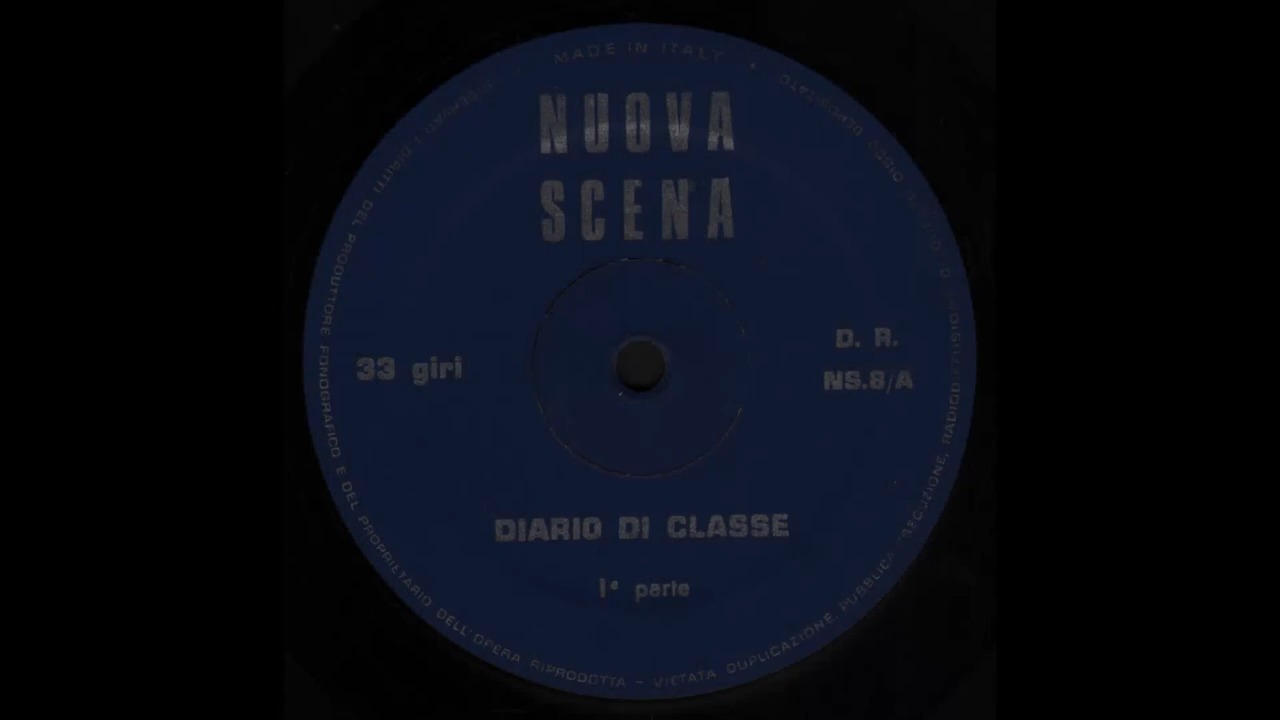 MADE IN ITALY
NUOVA
SCENA
33 giri
D. R.
NS.8/A
DIARIO DI CLASSE
1ª parte
I DIRITTI DEL PRODUTTORE FONOGRAFICO E DEL PROPRIETARIO DELL'OPERA RIPRODOTTA - VIETATA DUPLICAZIONE, PUBBLICA ESECUZIONE, RADIODIFFUSIONE